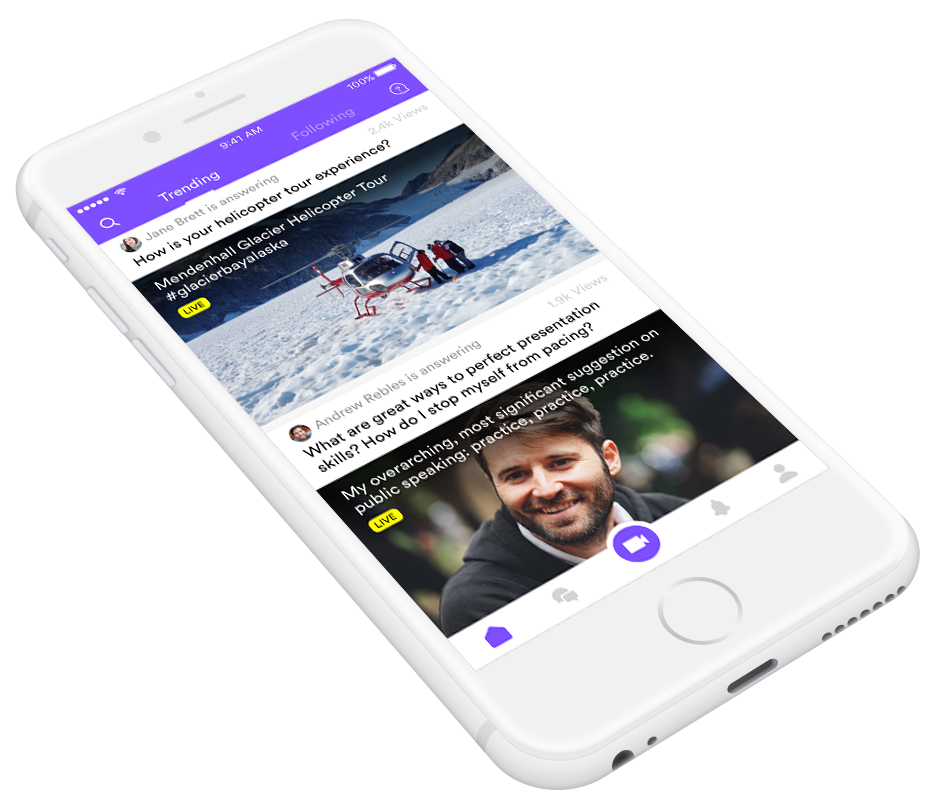 9:41 AM
100%
Trending
Following
Jane Brett is answering
2.4k Views
How is your helicopter tour experience?
Mendenhall Glacier Helicopter Tour
#glacierbayalaska
LIVE
Andrew Rebles is answering
1.9k Views
What are great ways to perfect presentation
skills? How do I stop myself from pacing?
My overarching, most significant suggestion on
public speaking: practice, practice, practice.
LIVE